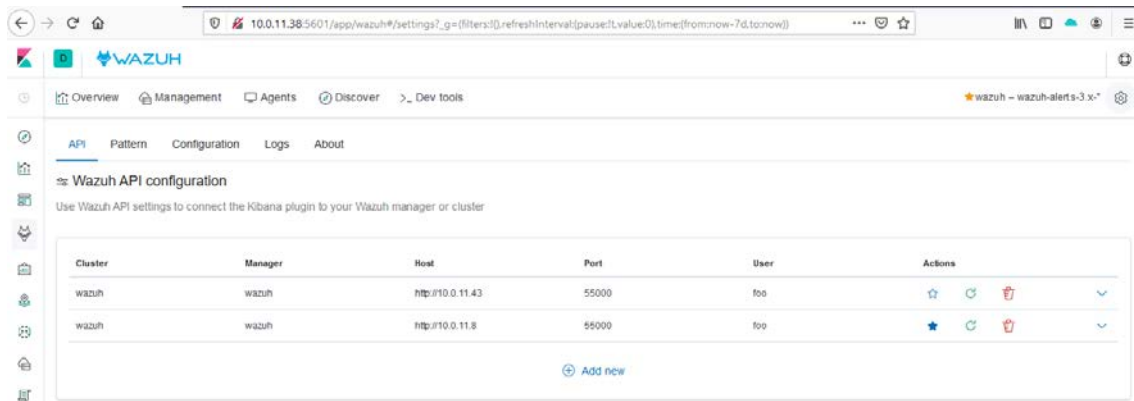 10.0.11.38:5601/app/wazuh#/settings?_g=(filters:!(),refreshInterval:(pause:!t,value:0),time:(from:now-7d,to:now))
D WAZUH
Overview Management Agents Discover >_ Dev tools wazuh – wazuh-alerts-3.x-*
API Pattern Configuration Logs About
Wazuh API configuration
Use Wazuh API settings to connect the Kibana plugin to your Wazuh manager or cluster
Cluster Manager Host Port User Actions
wazuh wazuh http://10.0.11.43 55000 foo
wazuh wazuh http://10.0.11.8 55000 foo
Add new